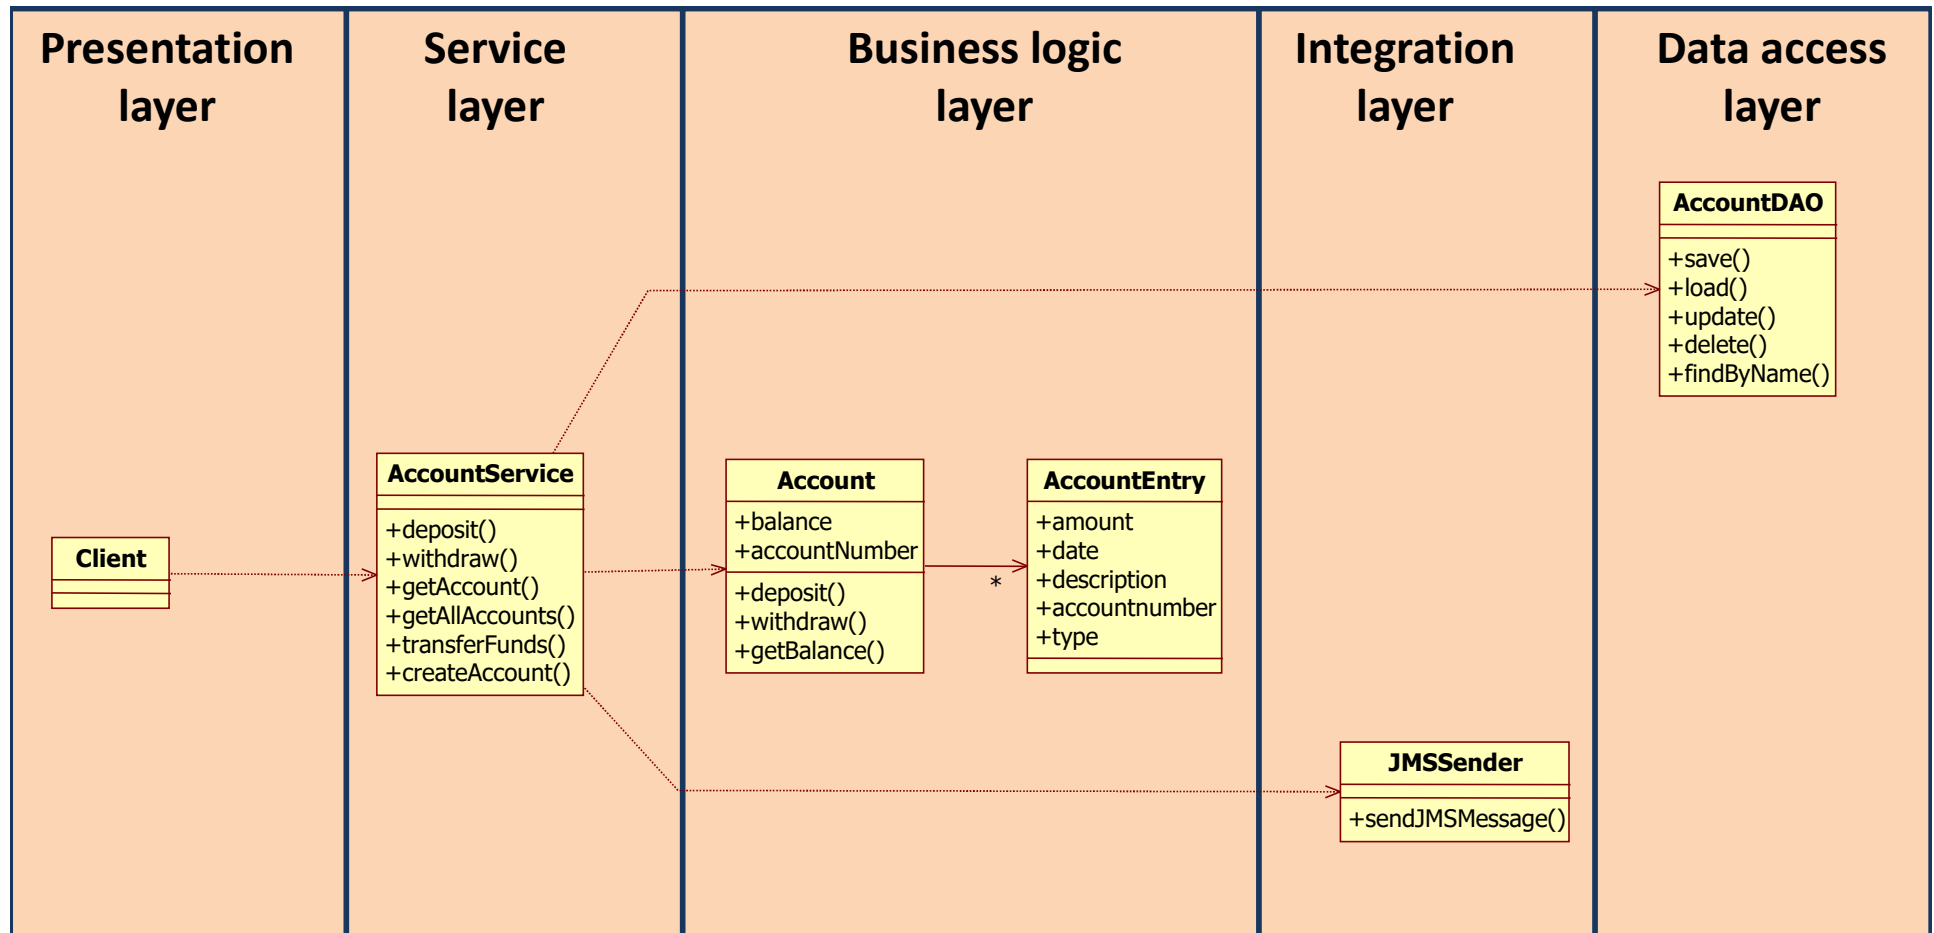 Presentation
layer
Service
layer
Business logic
layer
Integration
layer
Data access
layer
AccountDAO
+save()
+load()
+update()
+delete()
+findByName()
Client
AccountService
+deposit()
+withdraw()
+getAccount()
+getAllAccounts()
+transferFunds()
+createAccount()
Account
+balance
+accountNumber
+deposit()
+withdraw()
+getBalance()
*
AccountEntry
+amount
+date
+description
+accountnumber
+type
JMSSender
+sendJMSMessage()